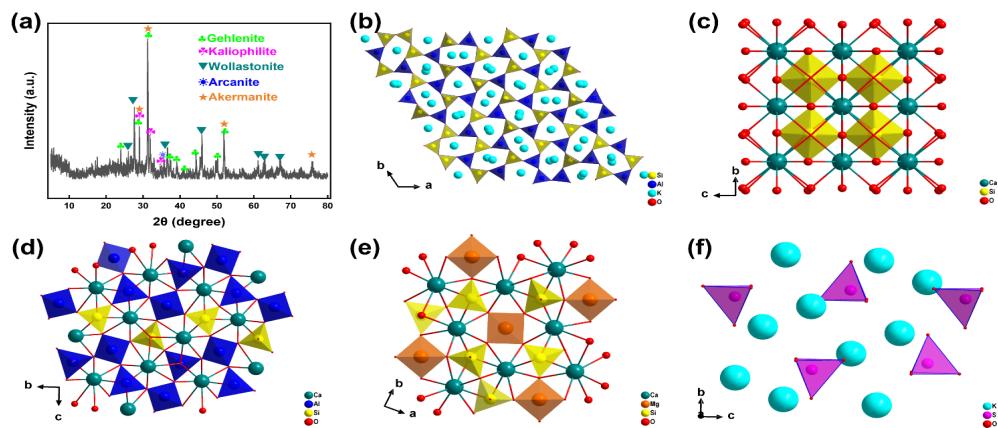 (a)
Intensity (a.u.)
Gehlenite
Kaliophilite
Wollastonite
Arcanite
Akermanite
10 20 30 40 50 60 70 80
2θ (degree)
(b)
b
a
Si
Al
K
O
(c)
b
c
Ca
Si
O
(d)
b
c
Ca
Al
Si
O
(e)
b
a
Ca
Mg
Si
O
(f)
b
c
K
S
O